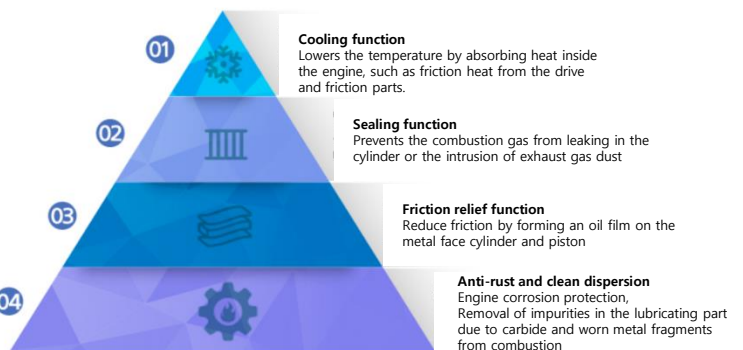 01
Cooling function
Lowers the temperature by absorbing heat inside
the engine, such as friction heat from the drive
and friction parts.
02
Sealing function
Prevents the combustion gas from leaking in the
cylinder or the intrusion of exhaust gas dust
03
Friction relief function
Reduce friction by forming an oil film on the
metal face cylinder and piston
04
Anti-rust and clean dispersion
Engine corrosion protection,
Removal of impurities in the lubricating part
due to carbide and worn metal fragments
from combustion